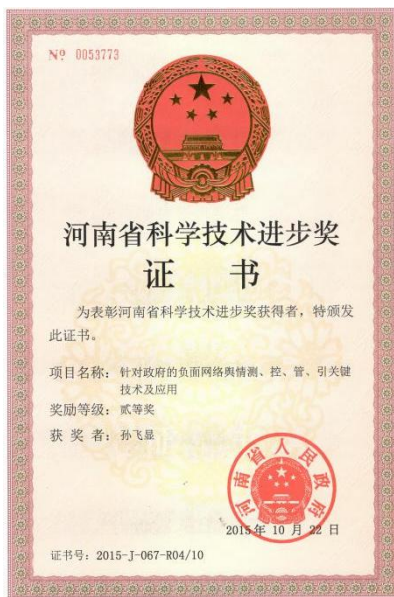 Nº 0053773
河南省科学技术进步奖
证 书
为表彰河南省科学技术进步奖获得者，特颁发
此证书。
项目名称：针对政府的负面网络舆情测、控、管、引关键
技术及应用
奖励等级：贰等奖
获 奖 者：孙飞显
河南省人民政府
2015年 10 月 22 日
证书号：2015-J-067-R04/10